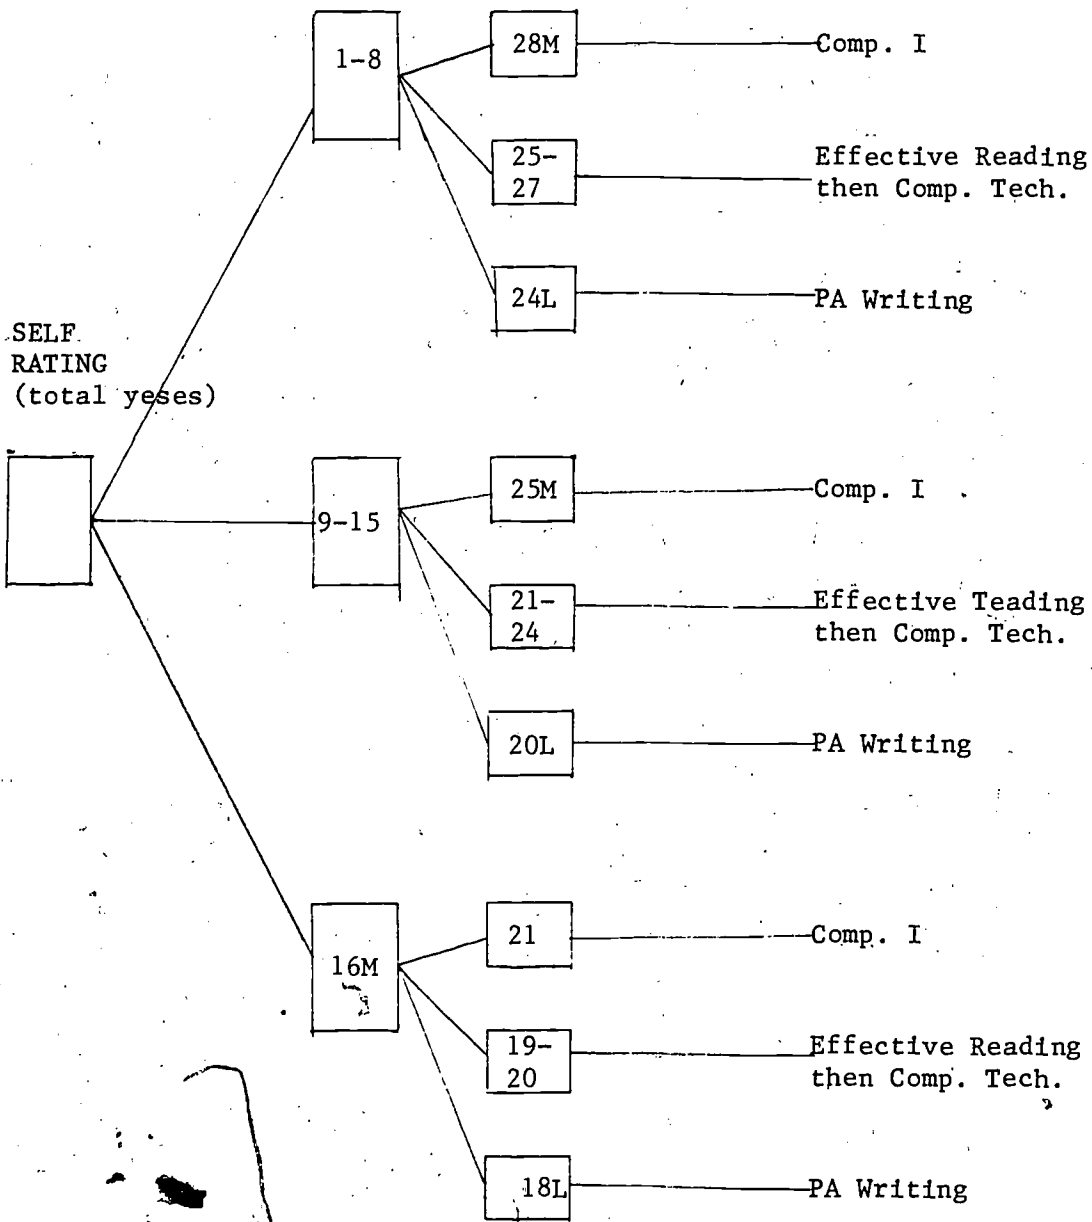 1-8
28M
Comp. I
25-
27
Effective Reading
then Comp. Tech.
24L
PA Writing
SELF
RATING
(total yeses)
9-15
25M
Comp. I
21-
24
Effective Teading
then Comp. Tech.
20L
PA Writing
16M
21
Comp. I
19-
20
Effective Reading
then Comp. Tech.
18L
PA Writing